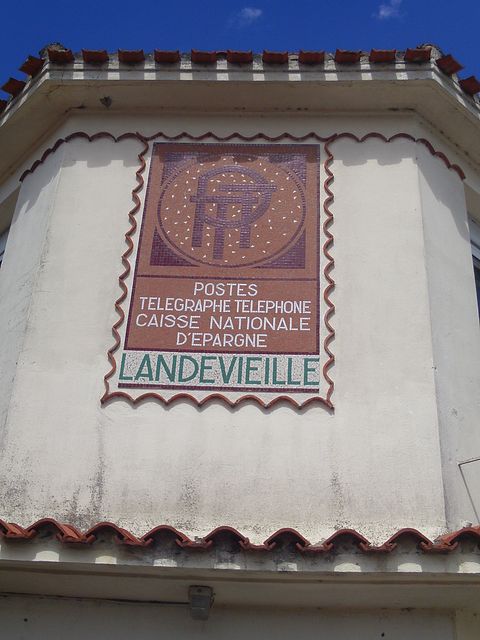 PTT
POSTES
TELEGRAPHE TELEPHONE
CAISSE NATIONALE
D'EPARGNE
LANDEVIEILLE